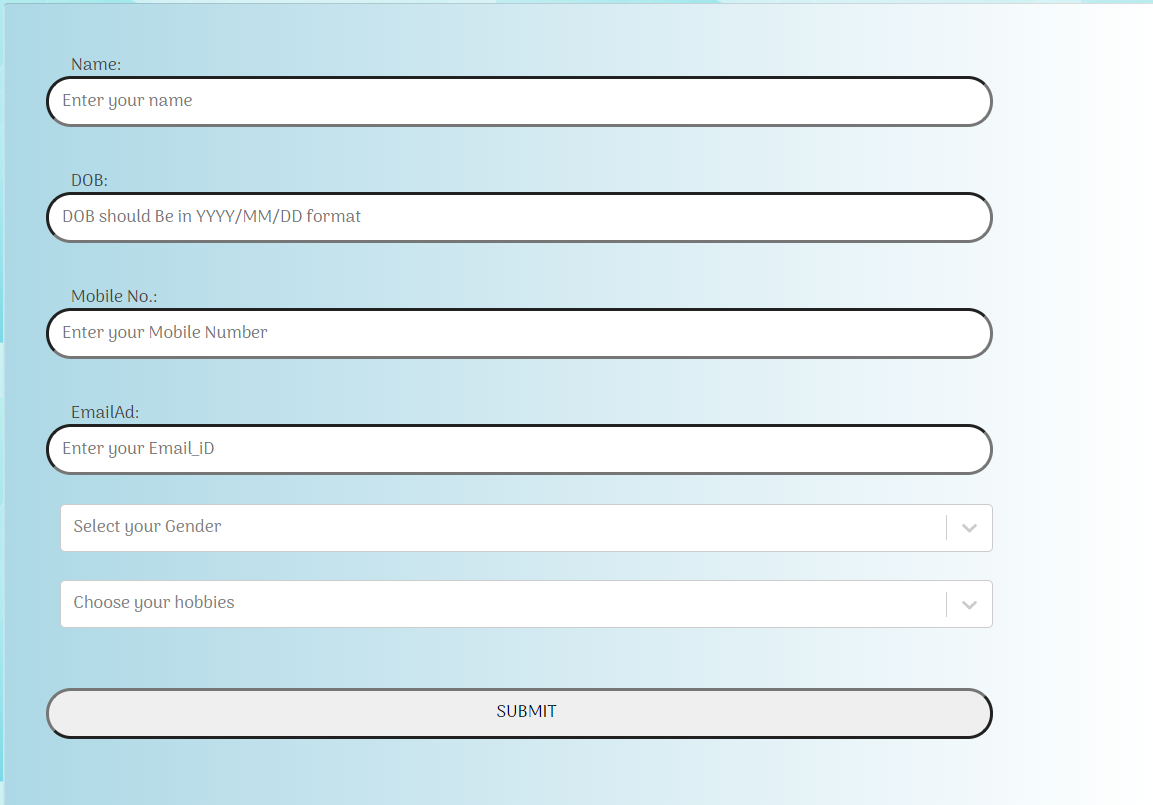 Name:
Enter your name
DOB:
DOB should Be in YYYY/MM/DD format
Mobile No.:
Enter your Mobile Number
EmailAd:
Enter your Email_iD
Select your Gender
Choose your hobbies
SUBMIT